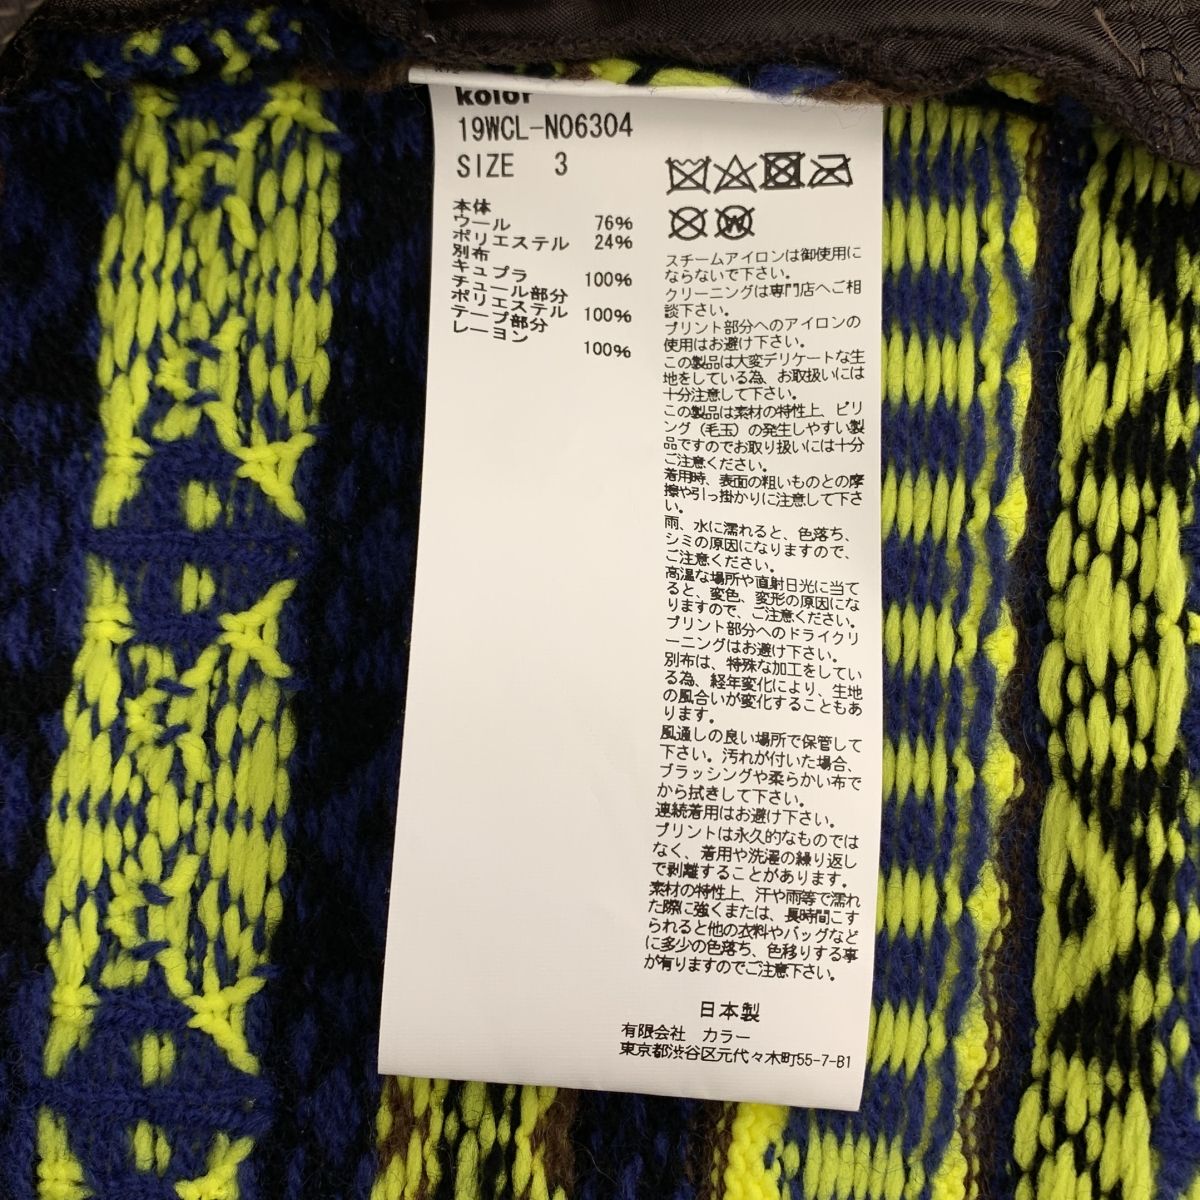 kolor
19WCL-N06304
SIZE 3
本体
ウール 76%
ポリエステル 24%
別布
キュプラ 100%
チュール部分
ポリエステル 100%
テープ部分
レーヨン 100%
W
スチームアイロンは御使用に
ならないで下さい。
クリーニングは専門店へご相
談下さい。
プリント部分へのアイロンの
使用はお避け下さい。
この製品は大変デリケートな生
地をしている為、お取扱いには
十分注意して下さい。
この製品は素材の特性上、ピリ
ング（毛玉）の発生しやすい製
品ですのでお取り扱いには十分
ご注意ください。
着用時、表面の粗いものとの摩
擦や引っ掛かりに注意して下さ
い。
雨、水に濡れると、色落ち、
シミの原因になりますので、
ご注意ください。
高温な場所や直射日光に当て
ると、変色、変形の原因にな
りますので、ご注意ください。
プリント部分へのドライクリ
ーニングはお避け下さい。
別布は、特殊な加工をしてい
る為、経年変化により、生地
の風合いが変化することもあ
ります。
風通しの良い場所で保管して
下さい。汚れが付いた場合、
ブラッシングや柔らかい布で
から拭きして下さい。
連続着用はお避け下さい。
プリントは永久的なものでは
なく、着用や洗濯の繰り返し
で剥離することがあります。
素材の特性上、汗や雨等で濡れ
た際に強くまたは、長時間こす
られると他の衣料やバッグなど
に多少の色落ち、色移りする事
が有りますのでご注意下さい。
日本製
有限会社 カラー
東京都渋谷区元代々木町55-7-B1